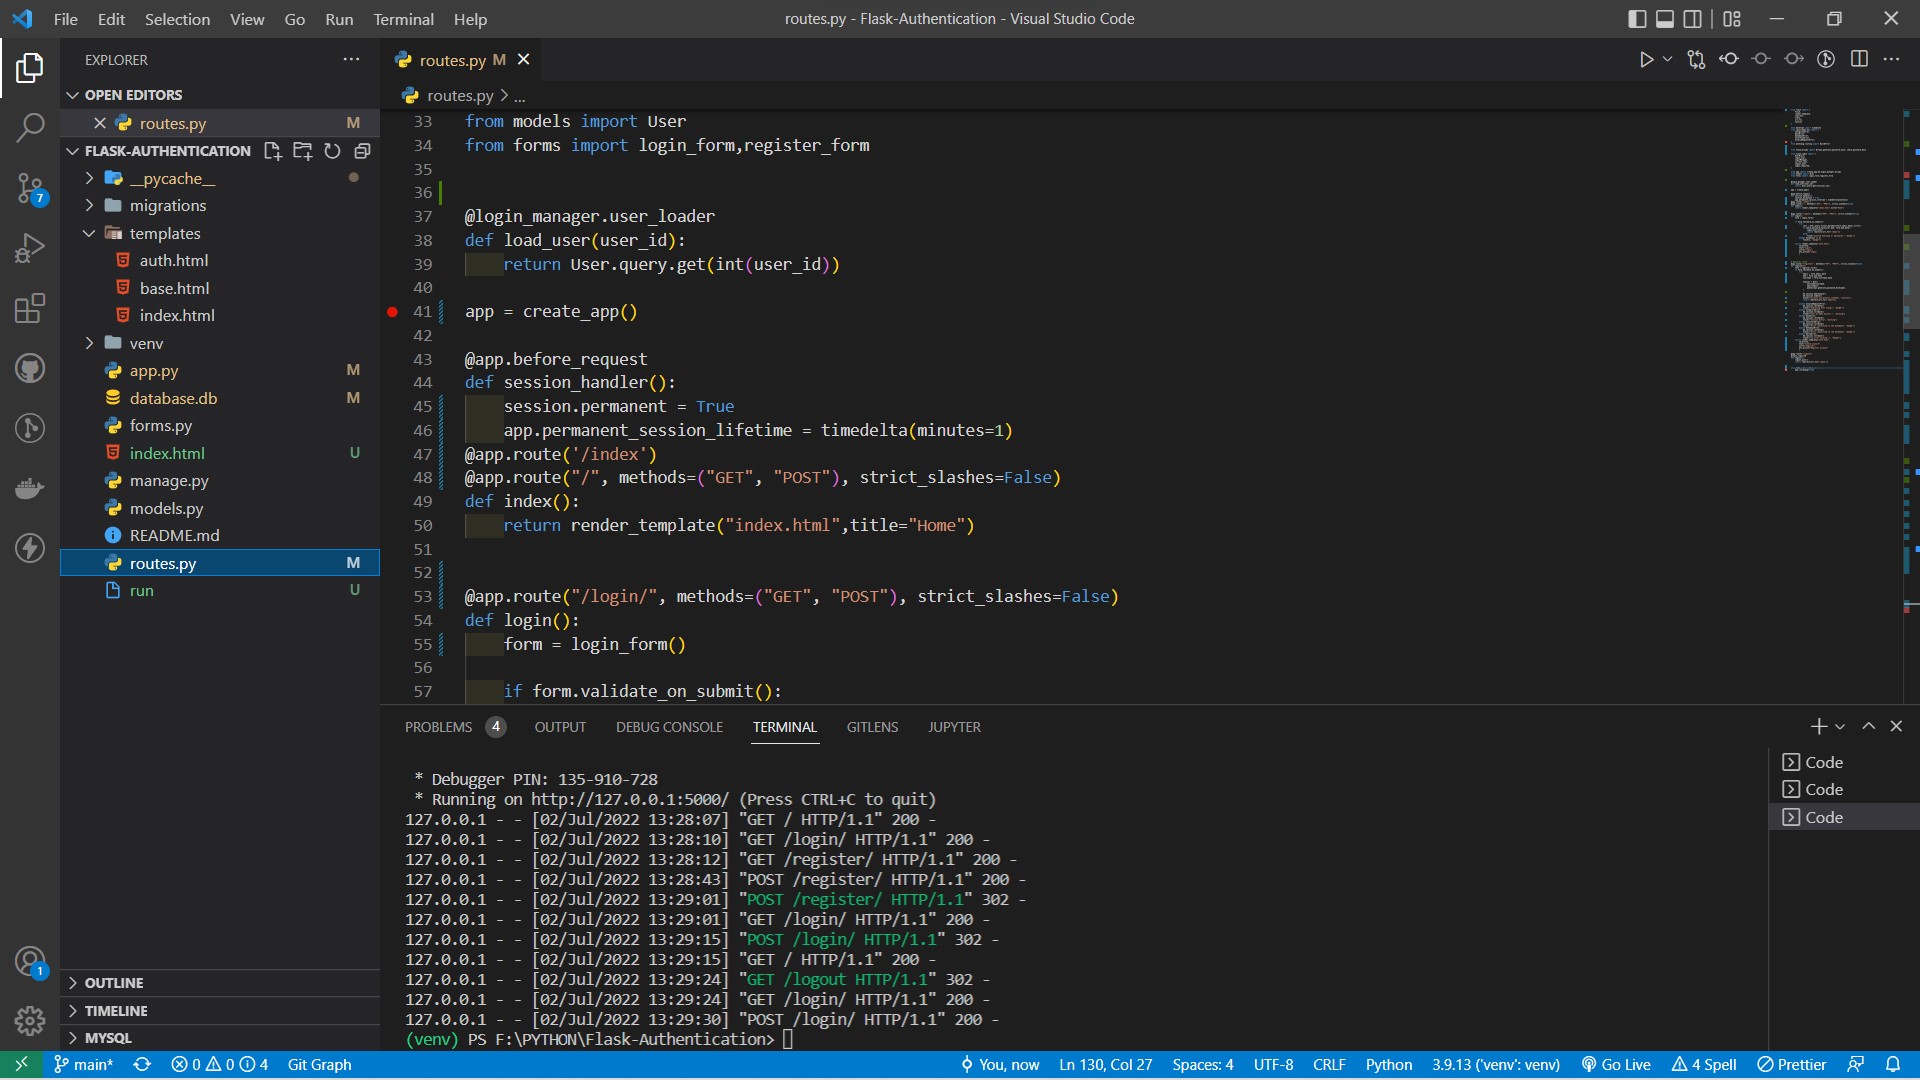 File Edit Selection View Go Run Terminal Help
routes.py - Flask-Authentication - Visual Studio Code
EXPLORER
OPEN EDITORS
routes.py M
FLASK-AUTHENTICATION
__pycache__
migrations
templates
auth.html
base.html
index.html
venv
app.py M
database.db M
forms.py
index.html U
manage.py
models.py
README.md
routes.py M
run U
OUTLINE
TIMELINE
MYSQL
7
1
routes.py M
routes.py > ...
33 from models import User
34 from forms import login_form,register_form
35
36
37 @login_manager.user_loader
38 def load_user(user_id):
39 return User.query.get(int(user_id))
40
41 app = create_app()
42
43 @app.before_request
44 def session_handler():
45 session.permanent = True
46 app.permanent_session_lifetime = timedelta(minutes=1)
47 @app.route('/index')
48 @app.route("/", methods=("GET", "POST"), strict_slashes=False)
49 def index():
50 return render_template("index.html",title="Home")
51
52
53 @app.route("/login/", methods=("GET", "POST"), strict_slashes=False)
54 def login():
55 form = login_form()
56
57 if form.validate_on_submit():
PROBLEMS 4 OUTPUT DEBUG CONSOLE TERMINAL GITLENS JUPYTER
* Debugger PIN: 135-910-728
* Running on http://127.0.0.1:5000/ (Press CTRL+C to quit)
127.0.0.1 - - [02/Jul/2022 13:28:07] "GET / HTTP/1.1" 200 -
127.0.0.1 - - [02/Jul/2022 13:28:10] "GET /login/ HTTP/1.1" 200 -
127.0.0.1 - - [02/Jul/2022 13:28:12] "GET /register/ HTTP/1.1" 200 -
127.0.0.1 - - [02/Jul/2022 13:28:43] "POST /register/ HTTP/1.1" 200 -
127.0.0.1 - - [02/Jul/2022 13:29:01] "POST /register/ HTTP/1.1" 302 -
127.0.0.1 - - [02/Jul/2022 13:29:01] "GET /login/ HTTP/1.1" 200 -
127.0.0.1 - - [02/Jul/2022 13:29:15] "POST /login/ HTTP/1.1" 302 -
127.0.0.1 - - [02/Jul/2022 13:29:15] "GET / HTTP/1.1" 200 -
127.0.0.1 - - [02/Jul/2022 13:29:24] "GET /logout HTTP/1.1" 302 -
127.0.0.1 - - [02/Jul/2022 13:29:24] "GET /login/ HTTP/1.1" 200 -
127.0.0.1 - - [02/Jul/2022 13:29:30] "POST /login/ HTTP/1.1" 200 -
(venv) PS F:\PYTHON\Flask-Authentication>
Code
Code
Code
main* 0 0 4 Git Graph You, now Ln 130, Col 27 Spaces: 4 UTF-8 CRLF Python 3.9.13 ('venv': venv) Go Live 4 Spell Prettier